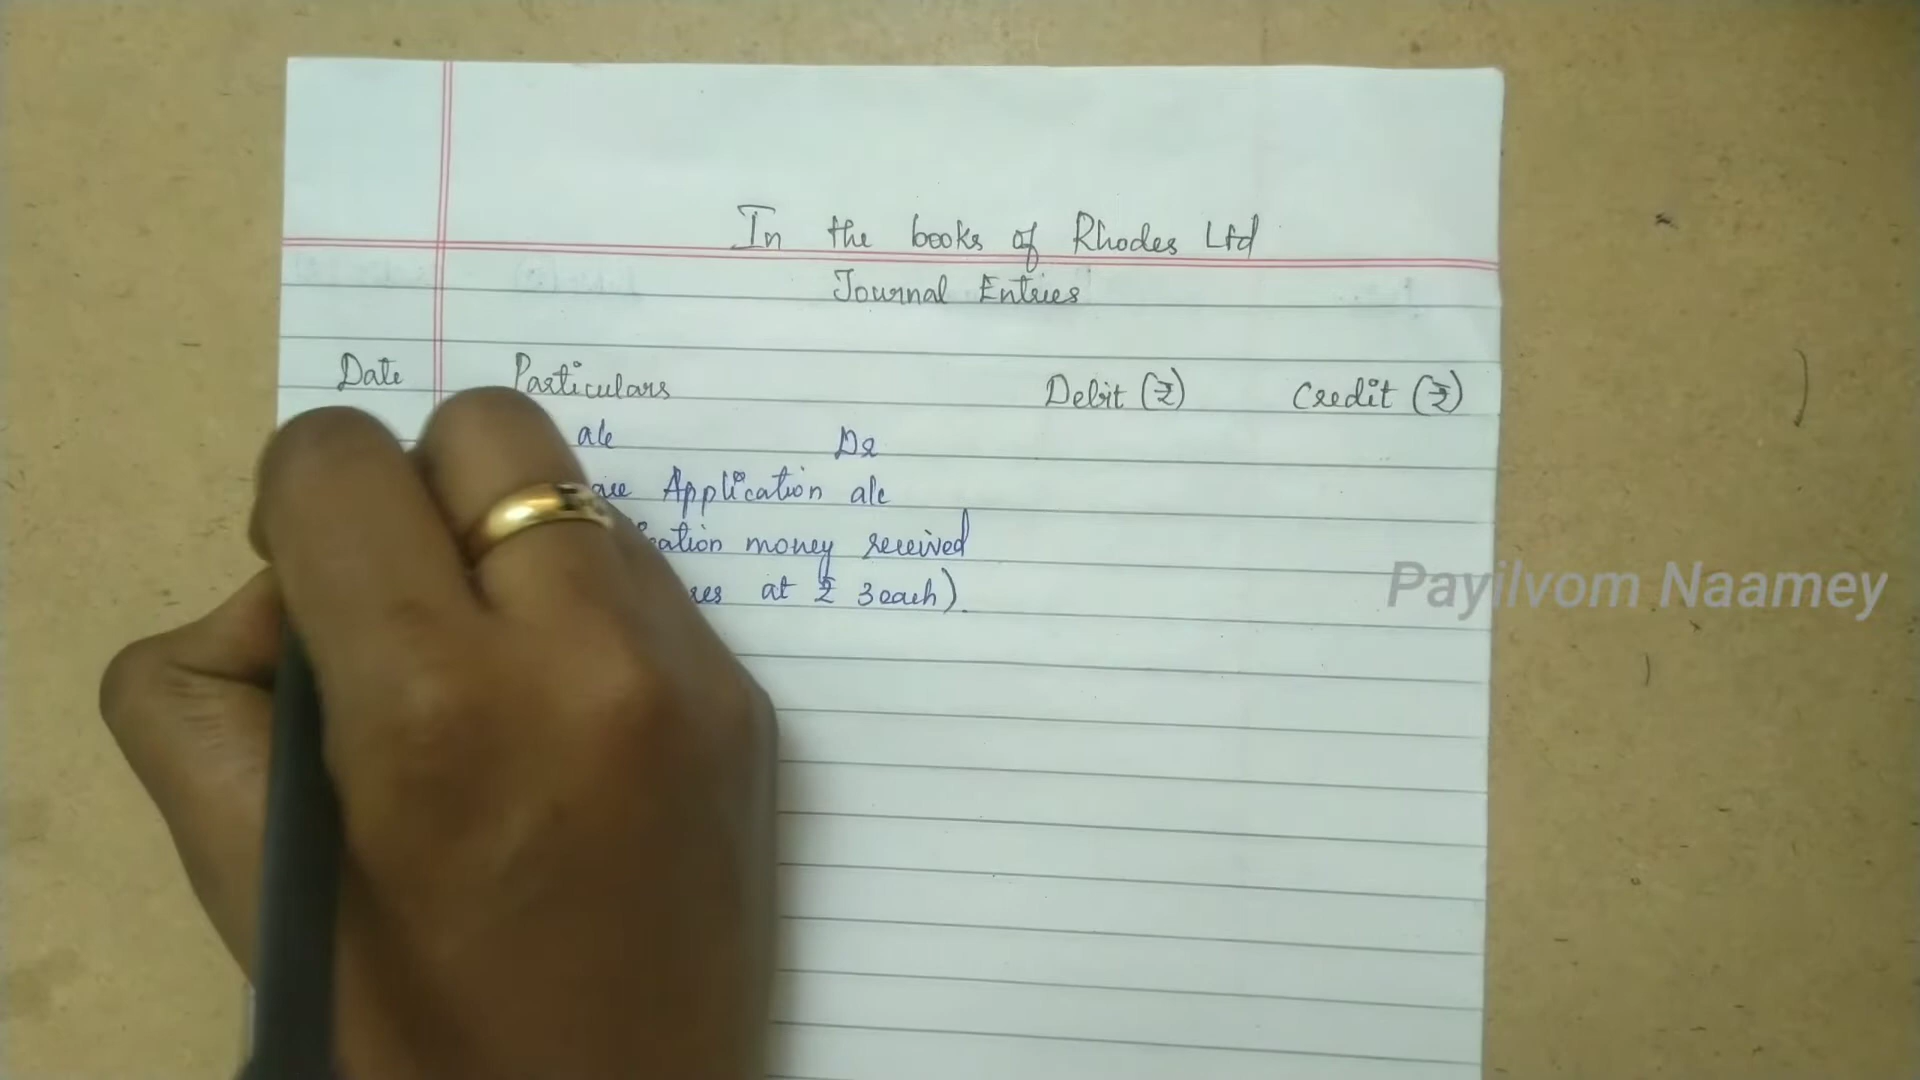 In the books of Rhodes Ltd
Journal Entries
Date Particulars Debit (₹) Credit (₹)
a/c Dr
Application a/c
money received
at ₹ 3 each).
Payilvom Naamey